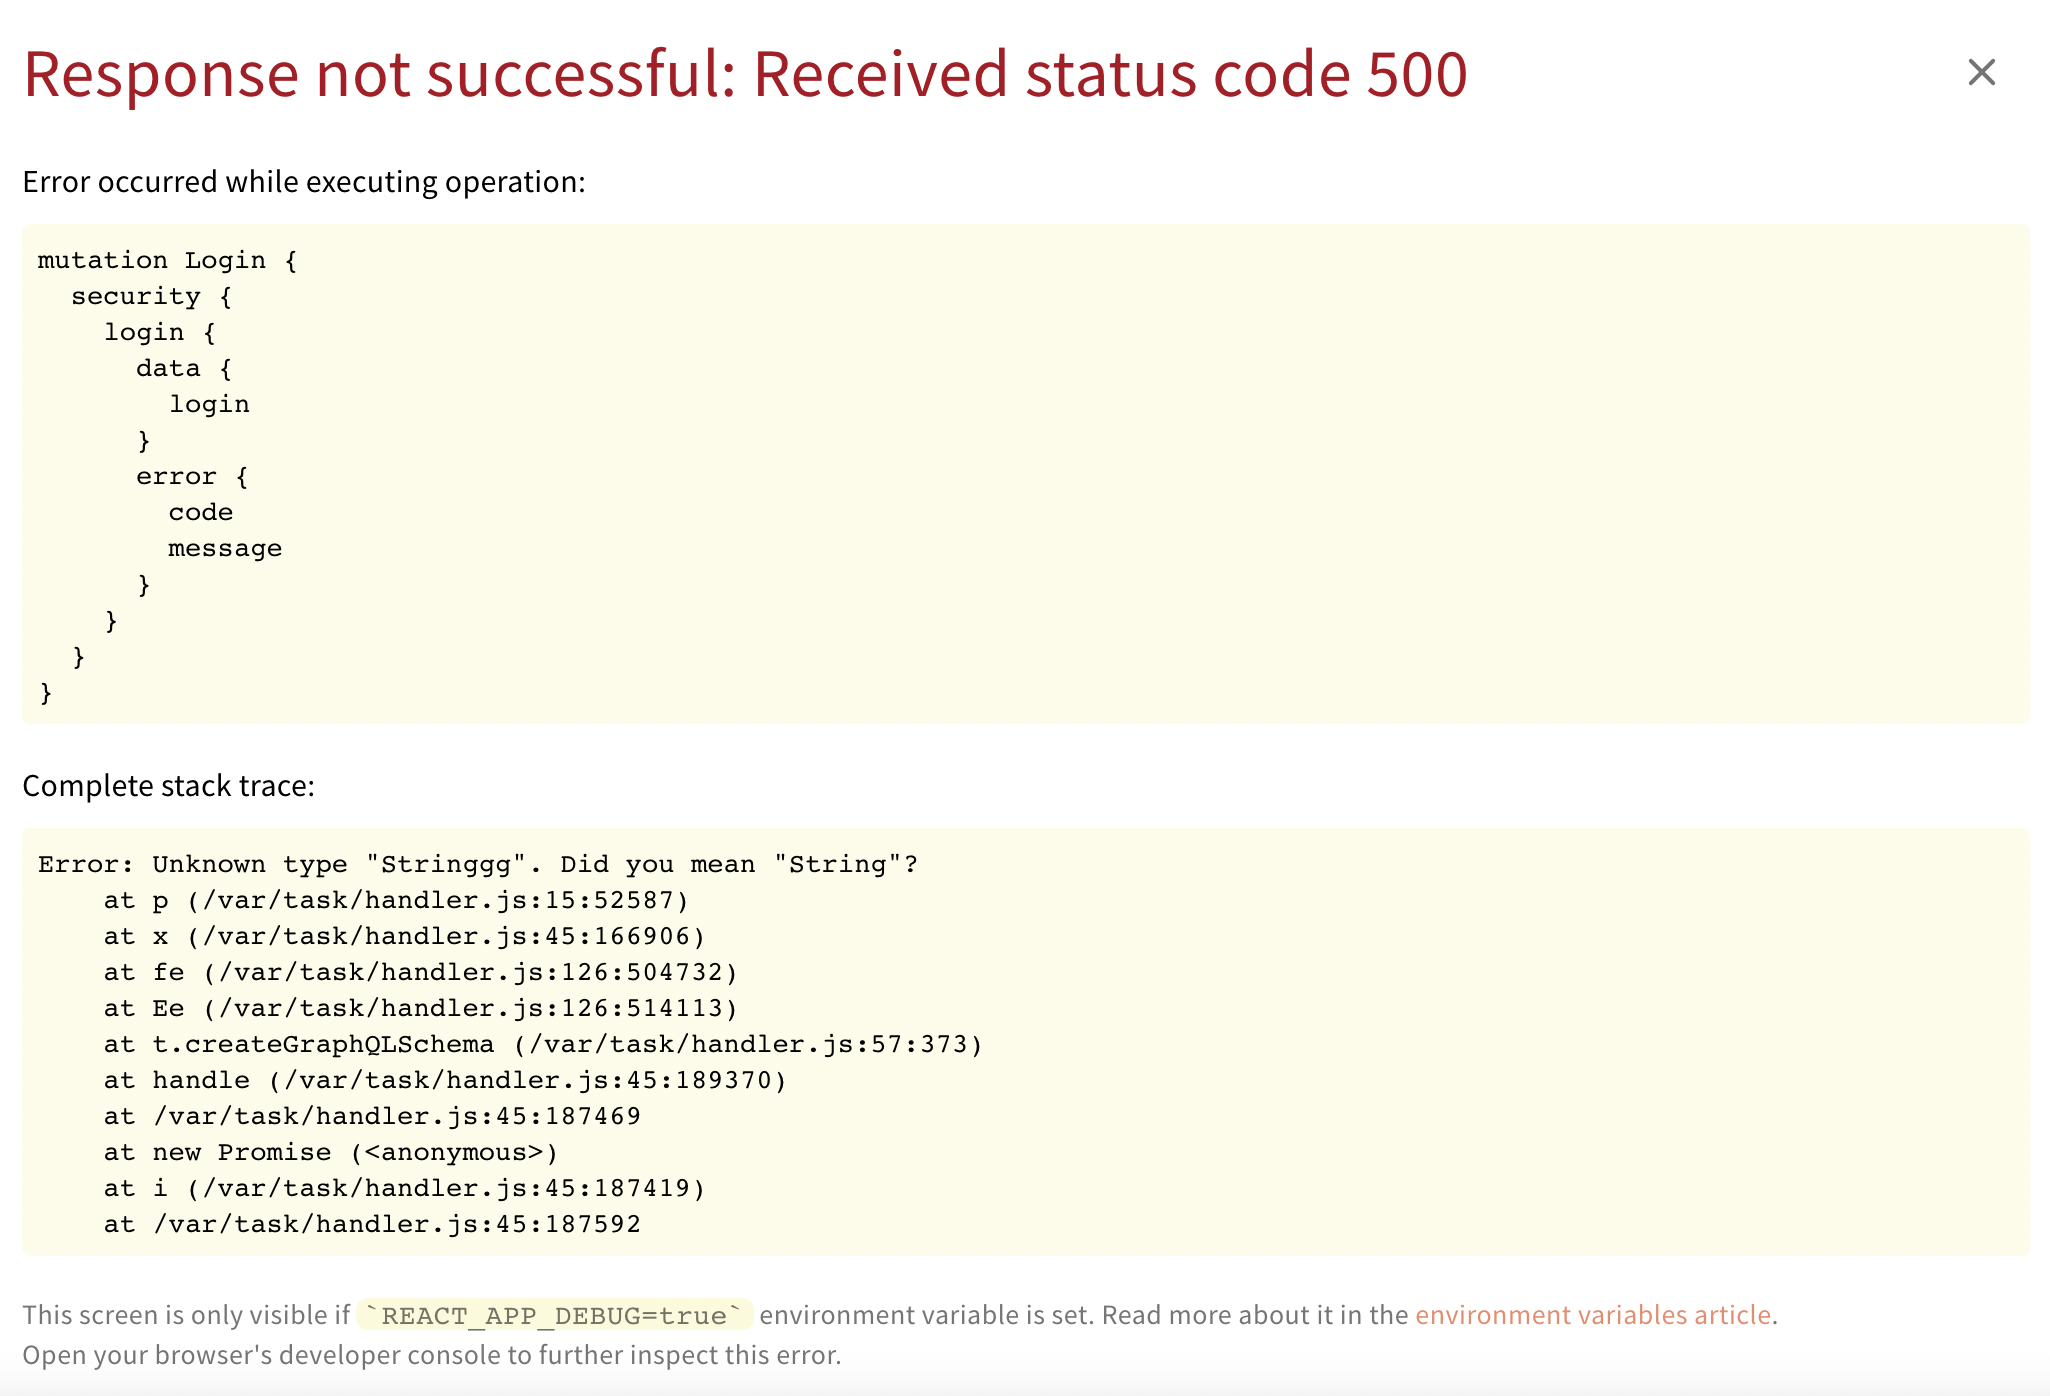 Response not successful: Received status code 500
Error occurred while executing operation:
mutation Login {
  security {
    login {
      data {
        login
      }
      error {
        code
        message
      }
    }
  }
}
Complete stack trace:
Error: Unknown type "Stringgg". Did you mean "String"?
    at p (/var/task/handler.js:15:52587)
    at x (/var/task/handler.js:45:166906)
    at fe (/var/task/handler.js:126:504732)
    at Ee (/var/task/handler.js:126:514113)
    at t.createGraphQLSchema (/var/task/handler.js:57:373)
    at handle (/var/task/handler.js:45:189370)
    at /var/task/handler.js:45:187469
    at new Promise (<anonymous>)
    at i (/var/task/handler.js:45:187419)
    at /var/task/handler.js:45:187592
This screen is only visible if `REACT_APP_DEBUG=true` environment variable is set. Read more about it in the environment variables article.
Open your browser's developer console to further inspect this error.